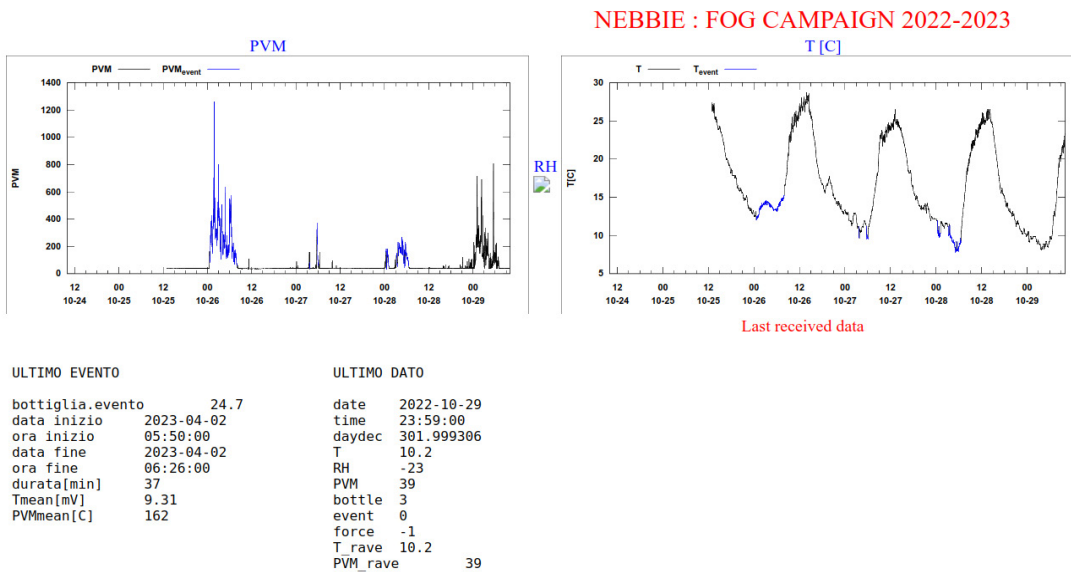 NEBBIE : FOG CAMPAIGN 2022-2023
PVM
PVM PVM_event
1400
1200
1000
800
600
400
200
0
PVM
12 00 12 00 12 00 12 00 12 00
10-24 10-25 10-25 10-26 10-26 10-27 10-27 10-28 10-28 10-29
RH
T [C]
T T_event
30
25
20
15
10
5
T[C]
12 00 12 00 12 00 12 00 12 00
10-24 10-25 10-25 10-26 10-26 10-27 10-27 10-28 10-28 10-29
Last received data
ULTIMO EVENTO
bottiglia.evento 24.7
data inizio 2023-04-02
ora inizio 05:50:00
data fine 2023-04-02
ora fine 06:26:00
durata[min] 37
Tmean[mV] 9.31
PVMmean[C] 162
ULTIMO DATO
date 2022-10-29
time 23:59:00
daydec 301.999306
T 10.2
RH -23
PVM 39
bottle 3
event 0
force -1
T_rave 10.2
PVM_rave 39